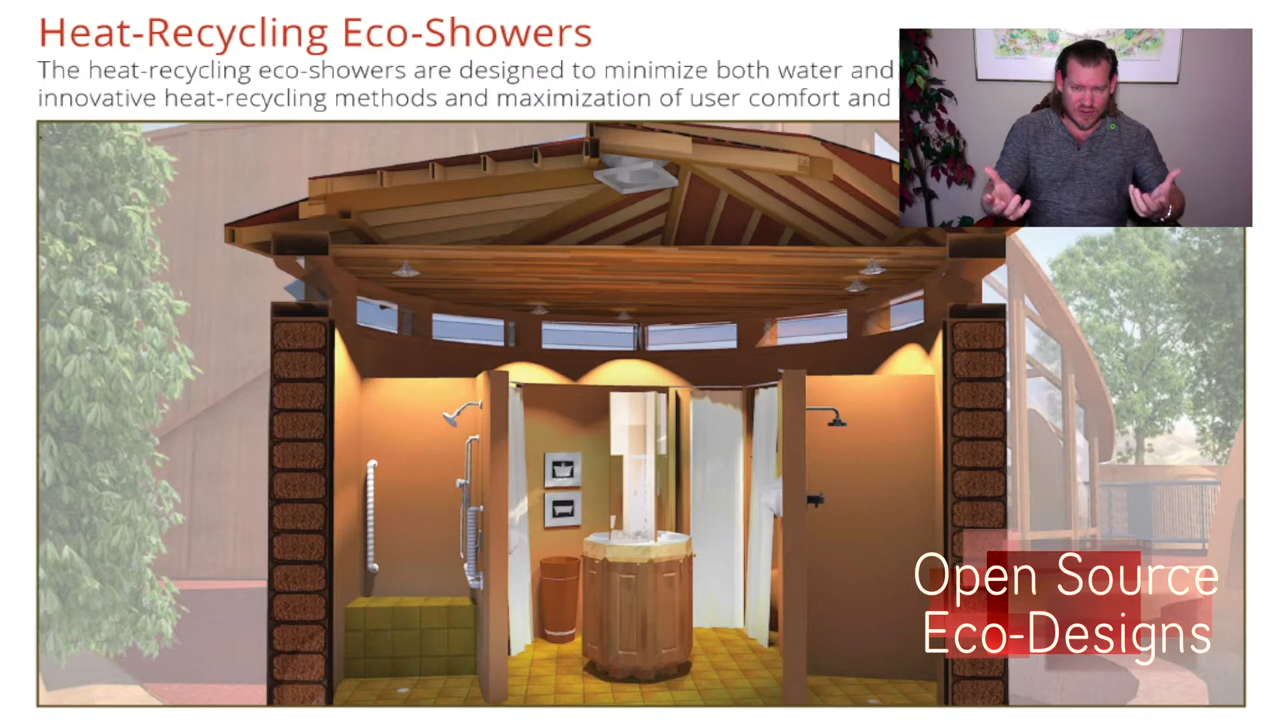 Heat-Recycling Eco-Showers
The heat-recycling eco-showers are designed to minimize both water and
innovative heat-recycling methods and maximization of user comfort and
Open Source
Eco-Designs